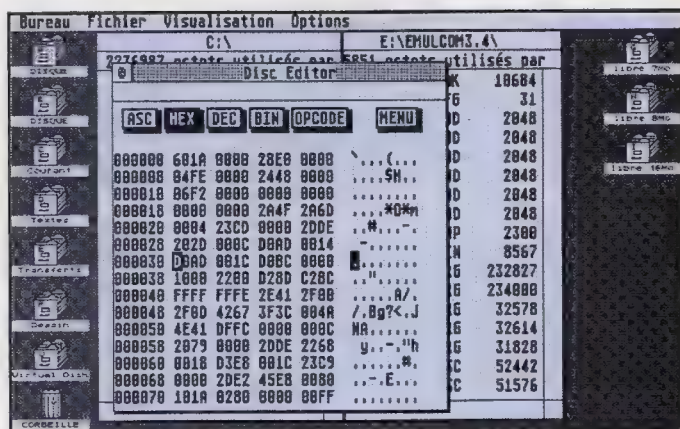 Bureau Fichier Visualisation Options
C:\
E:\EMULCOM3.4\
octets utilisés par
5851 octets utilisés par
Disc Editor
ASC HEX DEC BIN OPCODE MENU
000000 601A 0000 28E0 0000 `...(...
000008 04FE 0000 2448 0000 ....$H..
000010 06F2 0000 0000 0000 ........
000018 0000 0000 2A4F 2A6D ....*O*m
000020 0004 23CD 0000 2DDE ..#...-.
000028 202D 000C D0AD 0014 -......
000030 D0AD 001C D0BC 0000 ........
000038 1000 2200 D28D C28C ..".....
000040 FFFF FFFE 2E41 2F00 .....A/.
000048 2F0D 4267 3F3C 004A /.Bg?<.J
000050 4E41 DFFC 0000 000C NA......
000058 2079 0000 2DDE 2268 y..-."h
000060 0018 D3E8 001C 23C9 ......#.
000068 0000 2DE2 45E8 0080 ..-.E...
000070 101A 0280 0000 00FF ........
10684
31
2048
2048
2048
2048
2048
2048
2300
8567
232827
234000
32578
32614
31828
52442
51576
DISQUE
DISQUE
Courant
Textes
Transferts
Dessin
Virtual Disk
CORBEILLE
libre 7mo
libre 8Mo
libre 16Mo